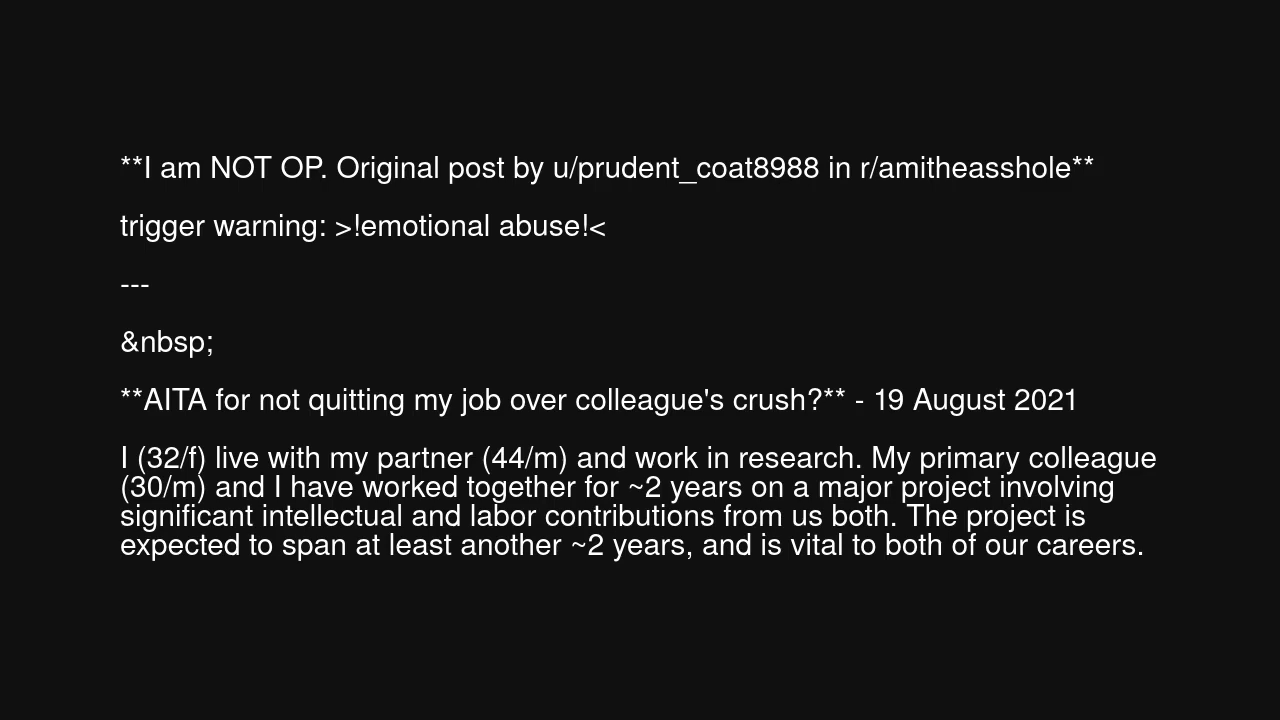 **I am NOT OP. Original post by u/prudent_coat8988 in r/amitheasshole**
trigger warning: >!emotional abuse!<
---
&nbsp;
**AITA for not quitting my job over colleague's crush?** - 19 August 2021
I (32/f) live with my partner (44/m) and work in research. My primary colleague
(30/m) and I have worked together for ~2 years on a major project involving
significant intellectual and labor contributions from us both. The project is
expected to span at least another ~2 years, and is vital to both of our careers.